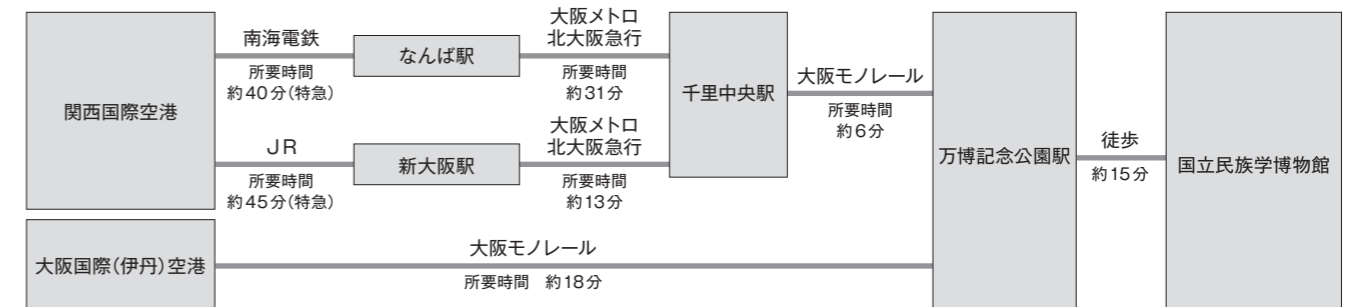 関西国際空港
南海電鉄
所要時間
約40分(特急)
なんば駅
大阪メトロ
北大阪急行
所要時間
約31分
JR
所要時間
約45分(特急)
新大阪駅
大阪メトロ
北大阪急行
所要時間
約13分
千里中央駅
大阪モノレール
所要時間
約6分
万博記念公園駅
徒歩
約15分
国立民族学博物館
大阪国際(伊丹)空港
大阪モノレール
所要時間 約18分